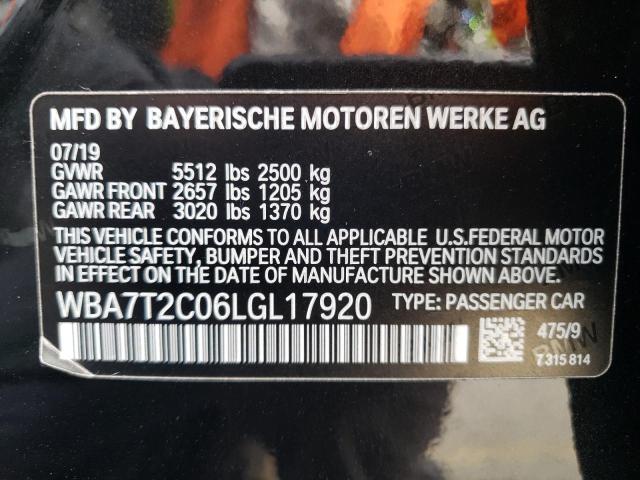 MFD BY BAYERISCHE MOTOREN WERKE AG
07/19
GVWR 5512 lbs 2500 kg
GAWR FRONT 2657 lbs 1205 kg
GAWR REAR 3020 lbs 1370 kg
THIS VEHICLE CONFORMS TO ALL APPLICABLE U.S.FEDERAL MOTOR
VEHICLE SAFETY, BUMPER AND THEFT PREVENTION STANDARDS
IN EFFECT ON THE DATE OF MANUFACTURE SHOWN ABOVE.
WBA7T2C06LGL17920 TYPE: PASSENGER CAR
475/9
7 315 814
BMW